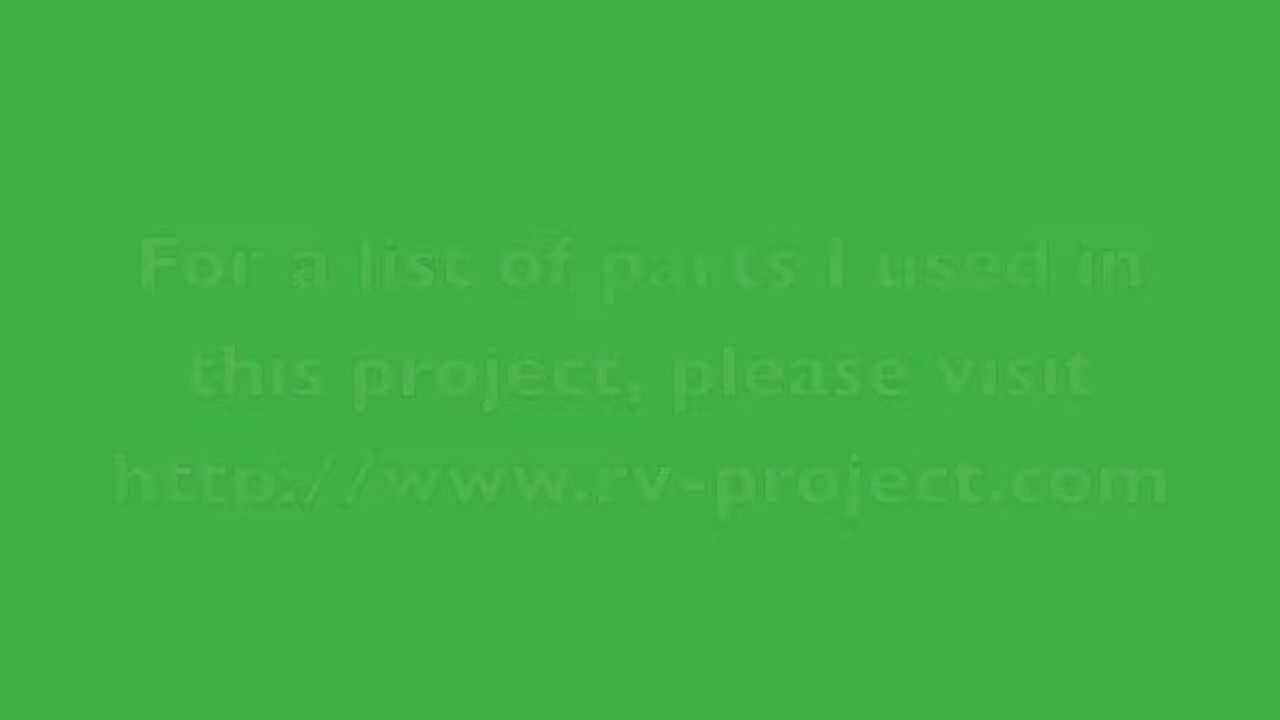 For a list of parts I used in
this project, please visit
http://www.rv-project.com